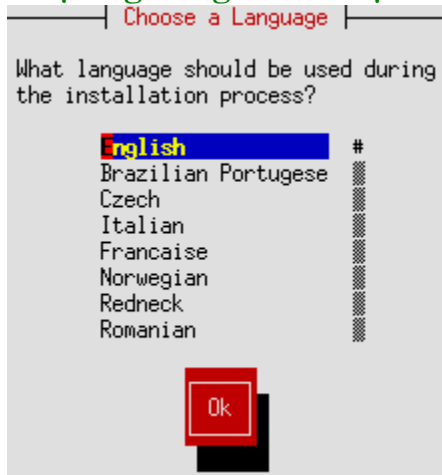 Choose a Language
What language should be used during
the installation process?
English #
Brazilian Portugese
Czech
Italian
Francaise
Norwegian
Redneck
Romanian
Ok